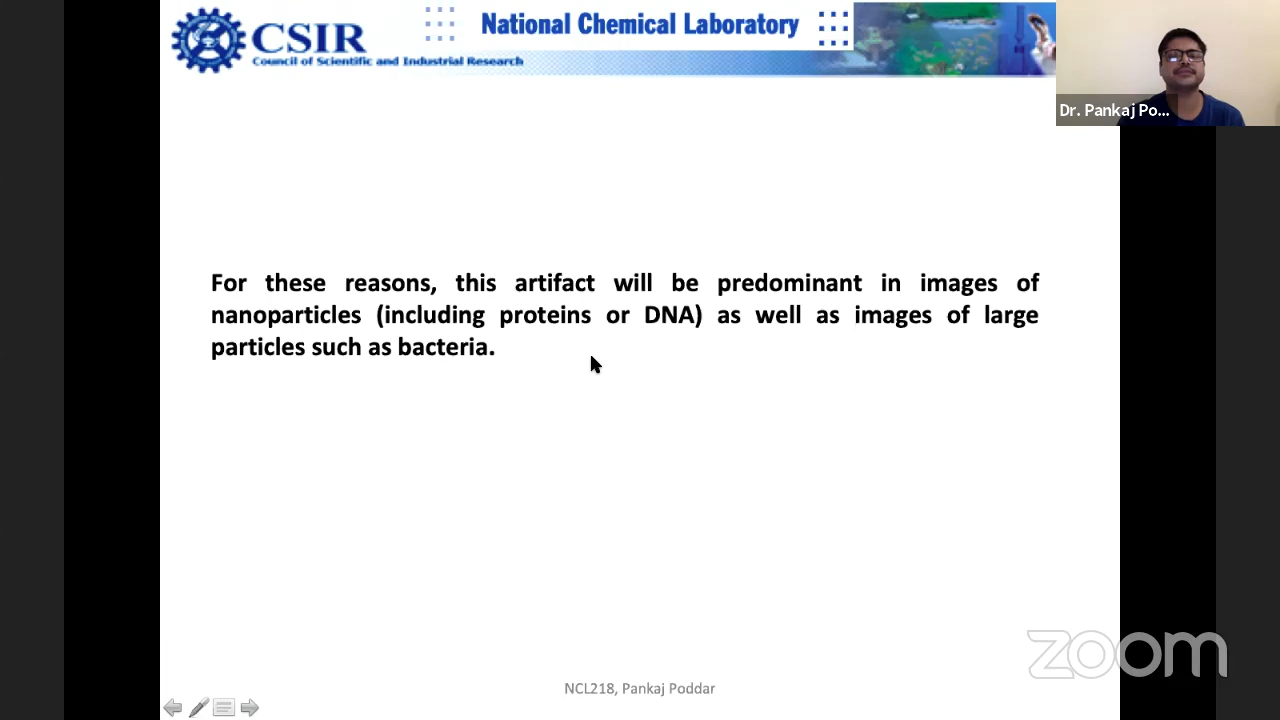 CSIR
Council of Scientific and Industrial Research
National Chemical Laboratory
Dr. Pankaj Po...
For these reasons, this artifact will be predominant in images of
nanoparticles (including proteins or DNA) as well as images of large
particles such as bacteria.
zoom
NCL218, Pankaj Poddar